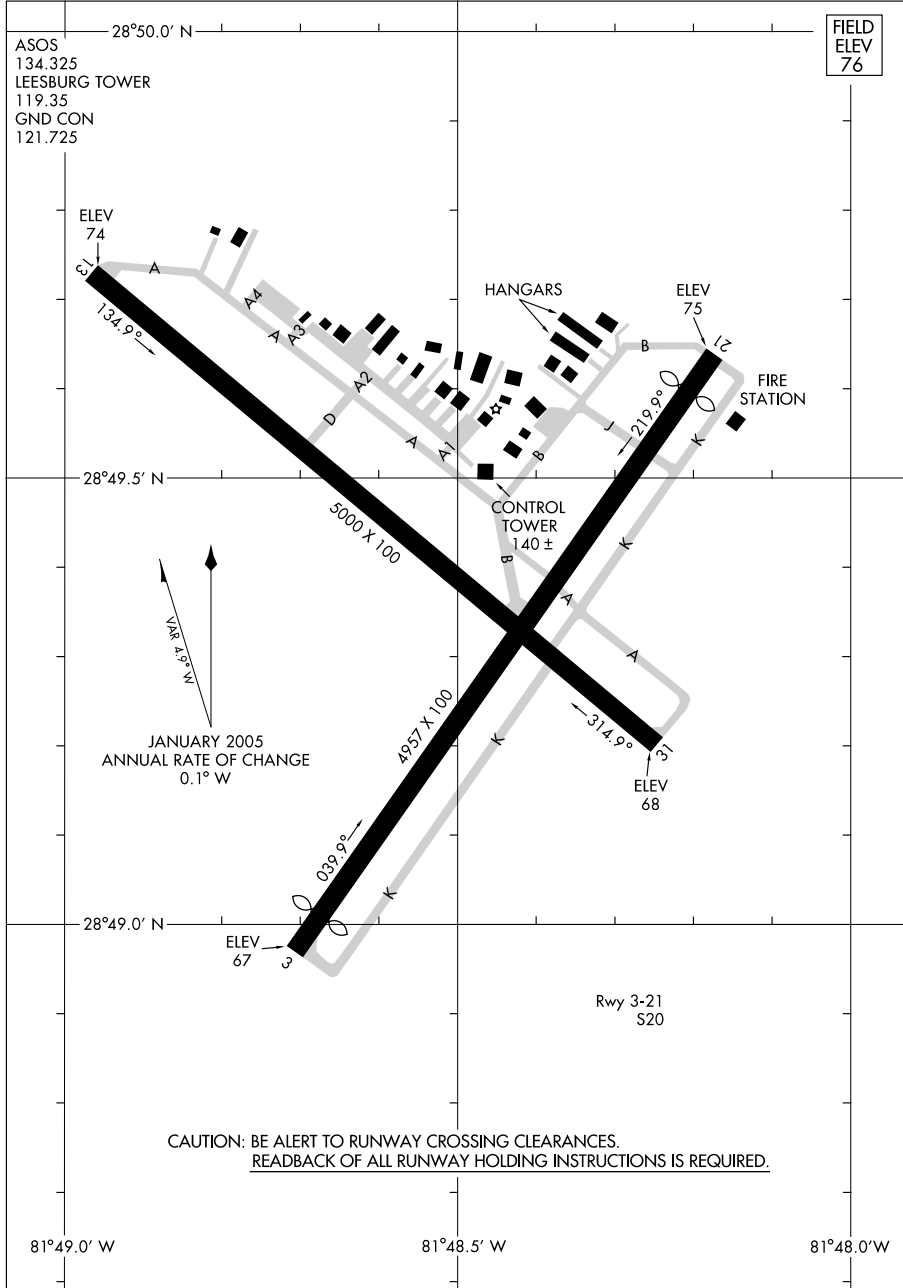 28°50.0' N
ASOS
134.325
LEESBURG TOWER
119.35
GND CON
121.725
FIELD
ELEV
76
ELEV
74
13
A
134.9°
A4
A
A3
HANGARS
ELEV
75
21
B
FIRE
STATION
A2
D
A
A1
J
219.9°
K
B
28°49.5' N
5000 X 100
CONTROL
TOWER
140 ±
B
K
A
A
VAR 4.9° W
JANUARY 2005
ANNUAL RATE OF CHANGE
0.1° W
4957 X 100
K
314.9°
31
ELEV
68
039.9°
K
28°49.0' N
ELEV
67
3
Rwy 3-21
S20
CAUTION: BE ALERT TO RUNWAY CROSSING CLEARANCES.
READBACK OF ALL RUNWAY HOLDING INSTRUCTIONS IS REQUIRED.
81°49.0' W
81°48.5' W
81°48.0'W